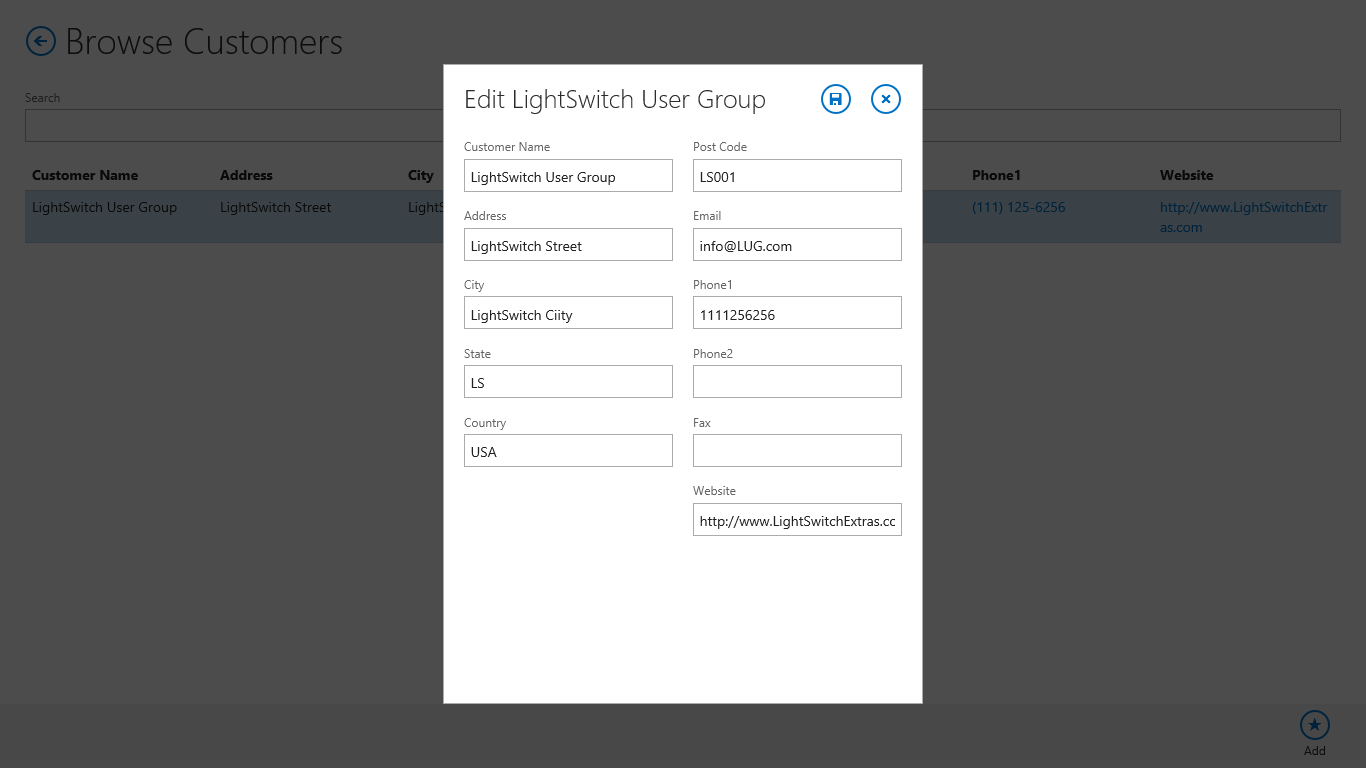 Browse Customers
Search
Customer Name Address City Phone1 Website
LightSwitch User Group LightSwitch Street LightS (111) 125-6256 http://www.LightSwitchExtr
as.com
Edit LightSwitch User Group
Customer Name Post Code
LightSwitch User Group LS001
Address Email
LightSwitch Street info@LUG.com
City Phone1
LightSwitch Ciity 1111256256
State Phone2
LS
Country Fax
USA
Website
http://www.LightSwitchExtras.cc
Add